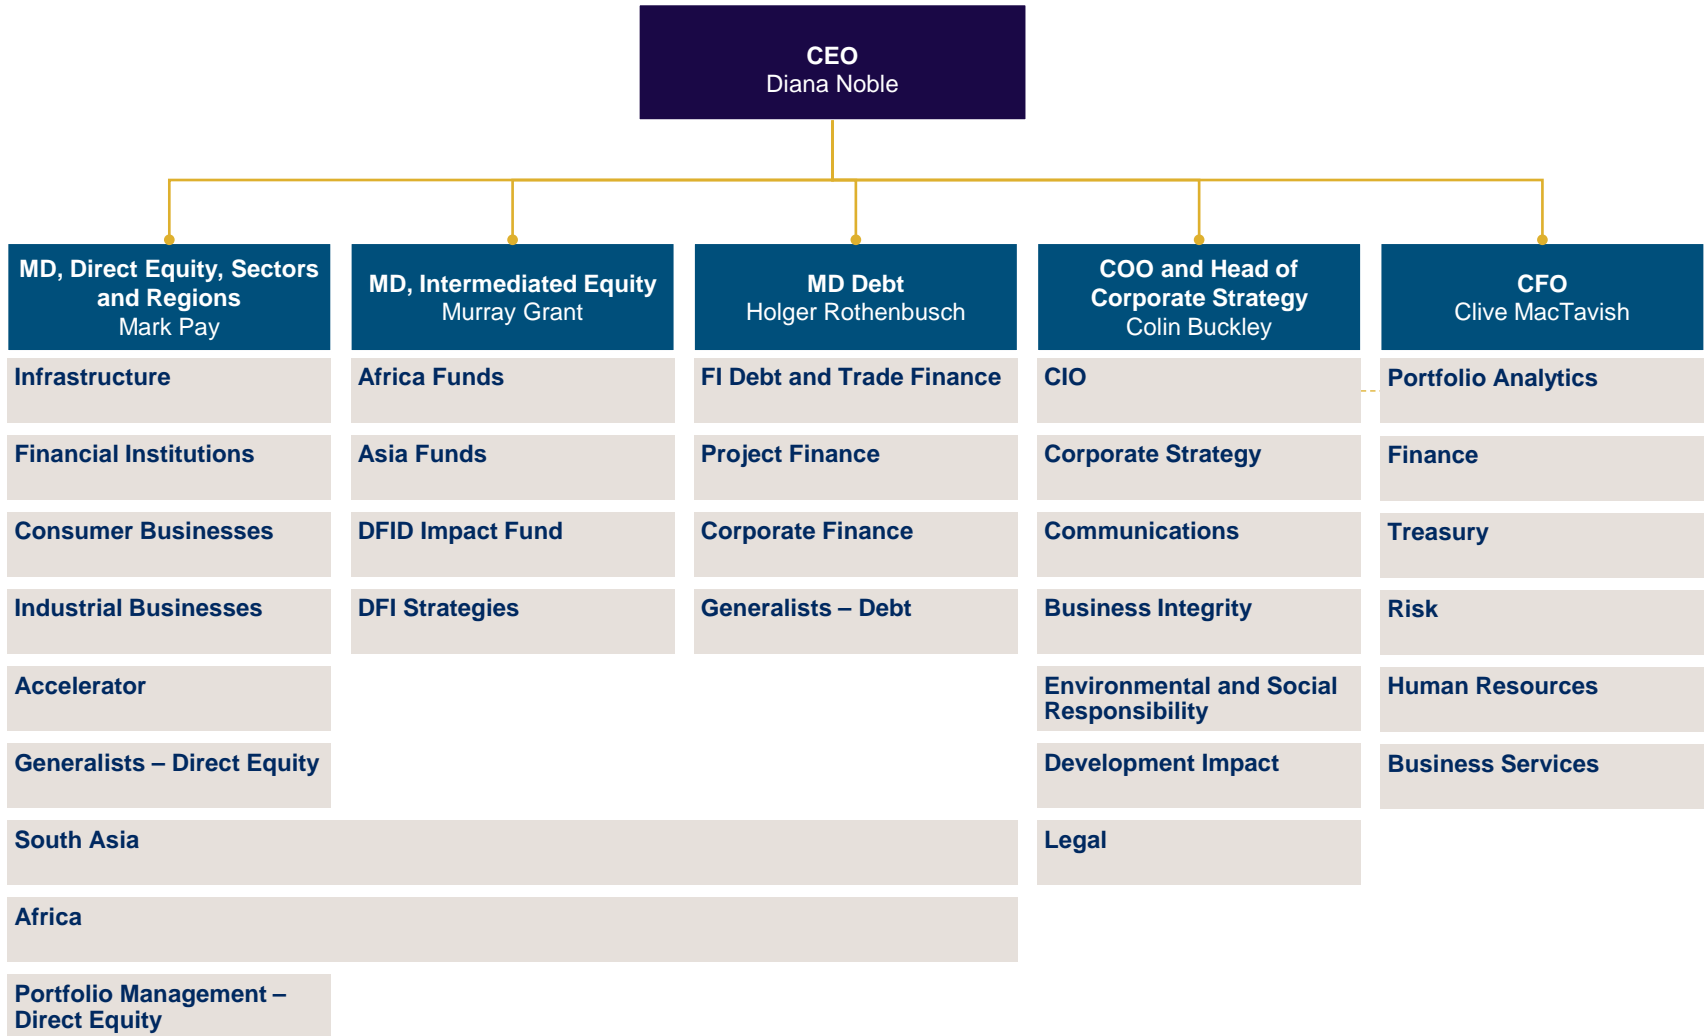 CEO
Diana Noble
MD, Direct Equity, Sectors
and Regions
Mark Pay
MD, Intermediated Equity
Murray Grant
MD Debt
Holger Rothenbusch
COO and Head of
Corporate Strategy
Colin Buckley
CFO
Clive MacTavish
Infrastructure
Financial Institutions
Consumer Businesses
Industrial Businesses
Accelerator
Generalists – Direct Equity
South Asia
Africa
Portfolio Management –
Direct Equity
Africa Funds
Asia Funds
DFID Impact Fund
DFI Strategies
FI Debt and Trade Finance
Project Finance
Corporate Finance
Generalists – Debt
CIO
Corporate Strategy
Communications
Business Integrity
Environmental and Social
Responsibility
Development Impact
Legal
Portfolio Analytics
Finance
Treasury
Risk
Human Resources
Business Services